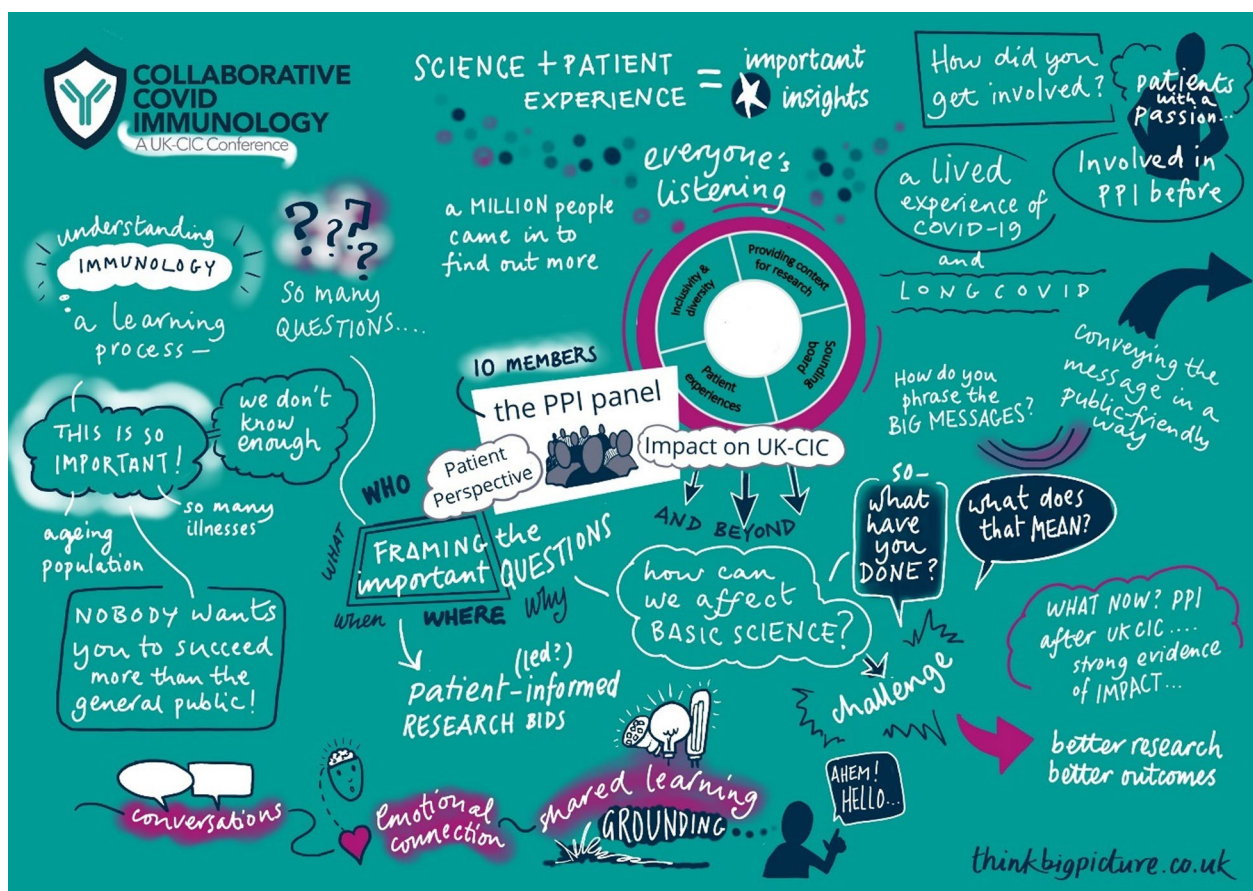 COLLABORATIVE
COVID
IMMUNOLOGY
A UK-CIC Conference
SCIENCE + PATIENT
EXPERIENCE
=
important
insights
How did you
get involved?
patients
with a
passion...
a lived
experience of
COVID-19
and
LONG COVID
Involved in
PPI before
everyone's
listening
a MILLION people
came in to
find out more
understanding
IMMUNOLOGY
a learning
process —
? ? ? ?
So many
QUESTIONS....
Inclusivity &
diversity
Providing context
for research
Sounding
board
Patient
experiences
10 MEMBERS
the PPI panel
Patient
Perspective
Impact on UK-CIC
AND BEYOND
THIS IS SO
IMPORTANT!
we don't
know
enough
ageing
population
so many
illnesses
NOBODY wants
you to succeed
more than the
general public!
WHO
WHAT
FRAMING the
important QUESTIONS
when
WHERE
Why
(led?)
patient-informed
RESEARCH BIDS
How do you
phrase the
BIG MESSAGES?
Conveying the
message in a
public-friendly
way
how can
we affect
BASIC SCIENCE?
SO—
what
have
you
DONE?
what does
that MEAN?
challenge
WHAT NOW? PPI
after UKCIC....
strong evidence
of IMPACT...
better research
better outcomes
conversations
emotional
connection
shared learning
GROUNDING
AHEM!
HELLO...
thinkbigpicture.co.uk